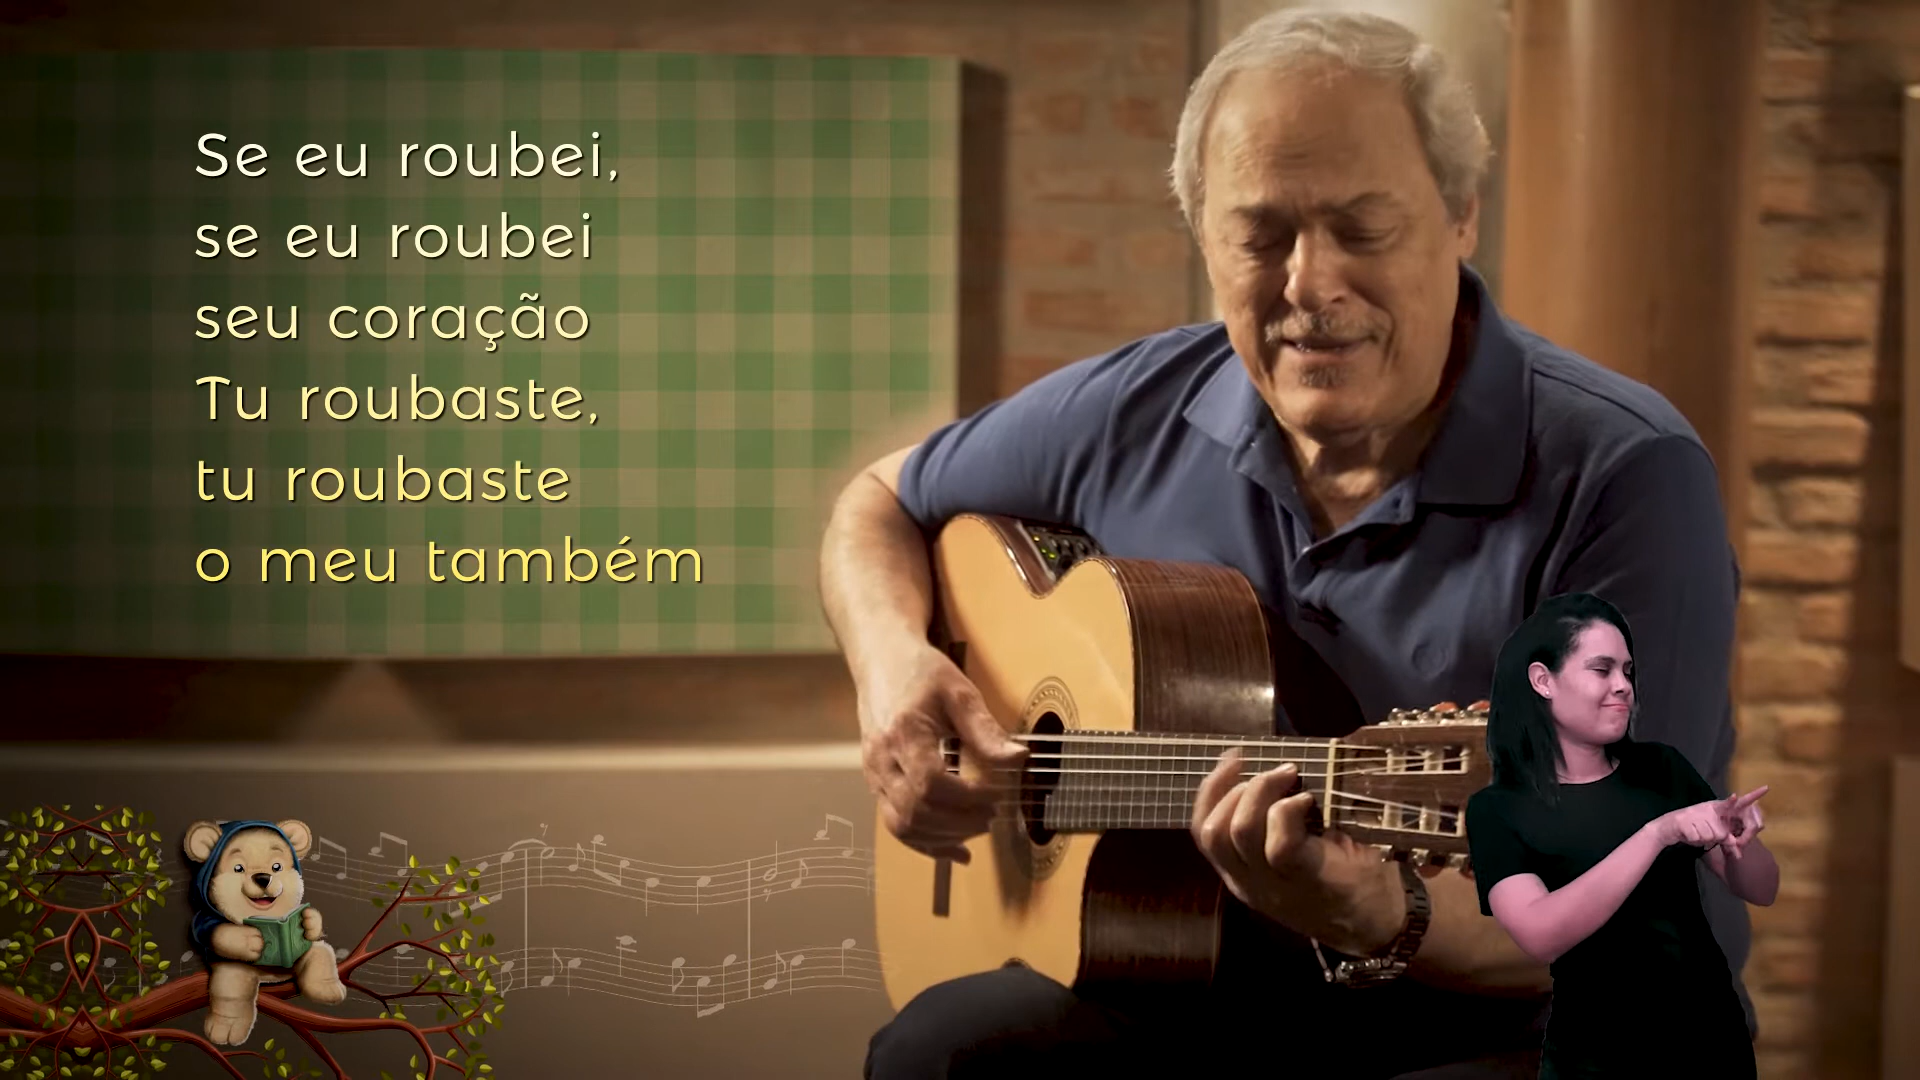 Se eu roubei,
se eu roubei
seu coração
Tu roubaste,
tu roubaste
o meu também